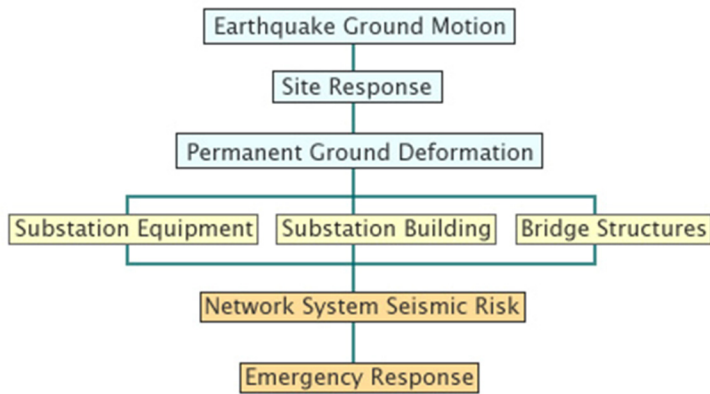 Earthquake Ground Motion
Site Response
Permanent Ground Deformation
Substation Equipment
Substation Building
Bridge Structures
Network System Seismic Risk
Emergency Response